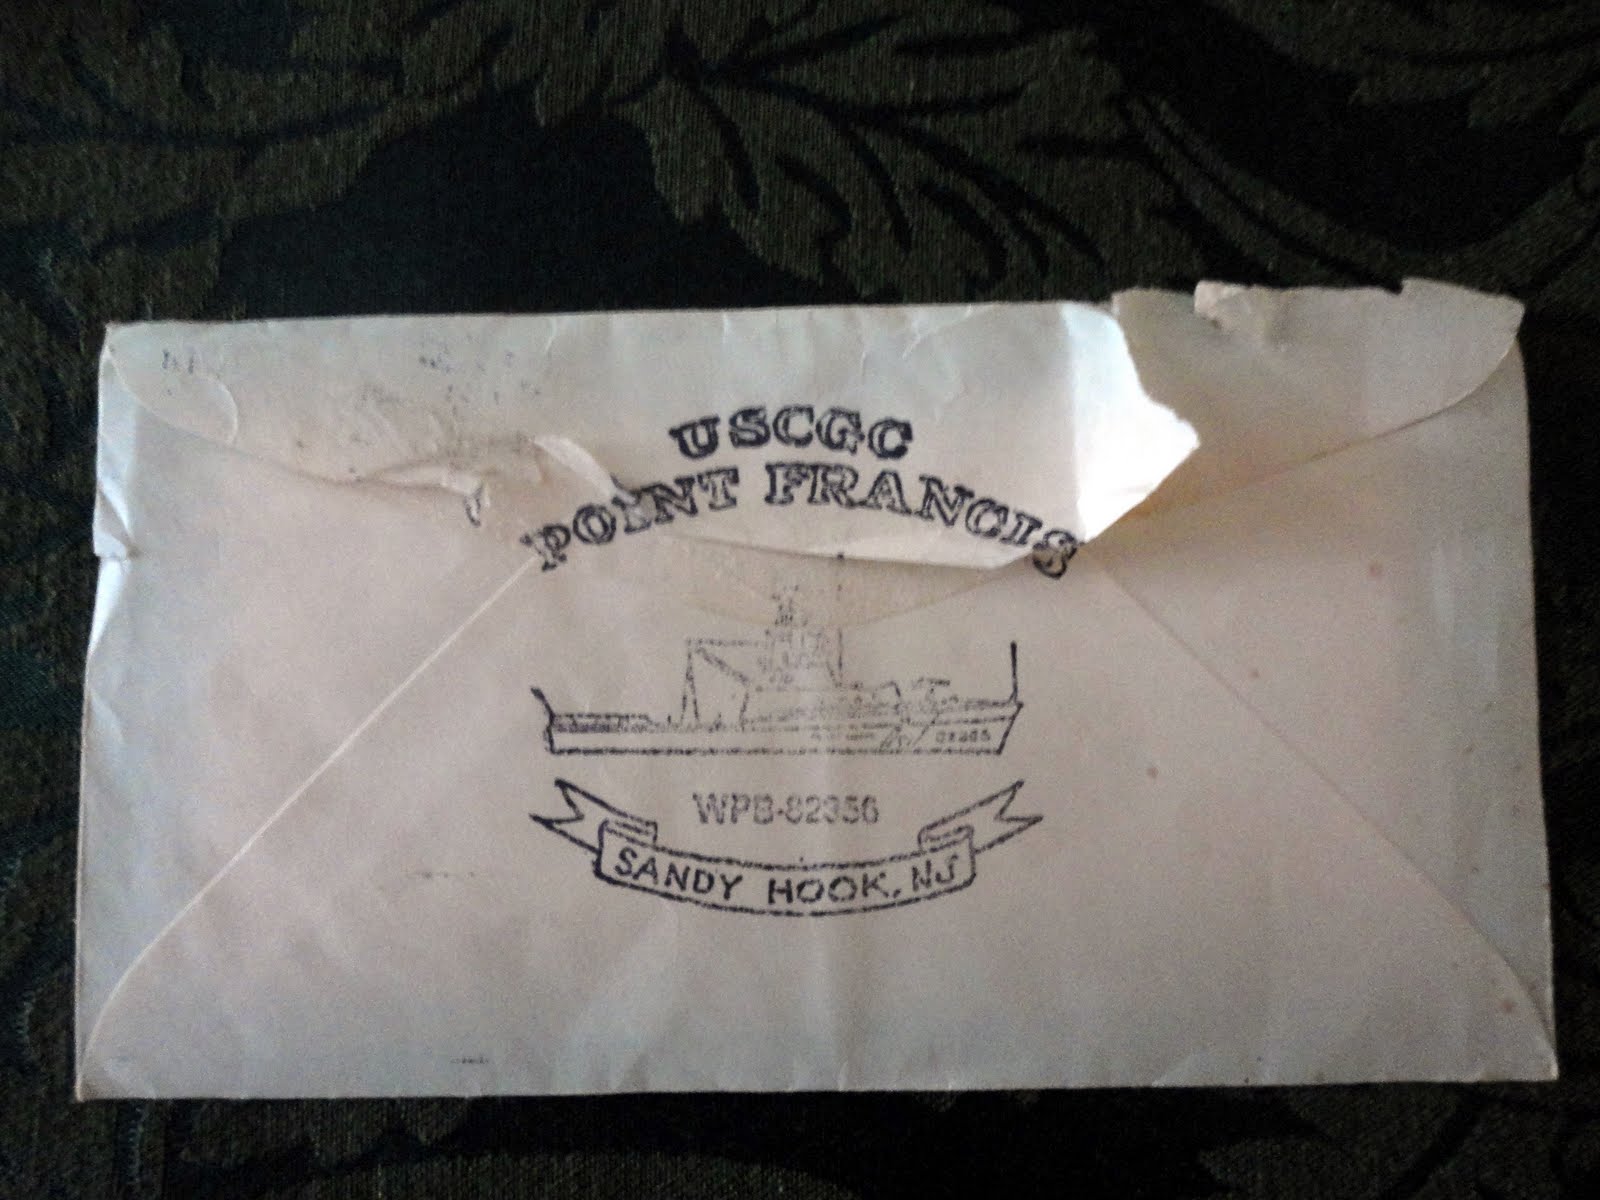 USCGC
POINT FRANCIS
WPB-82356
SANDY HOOK, NJ